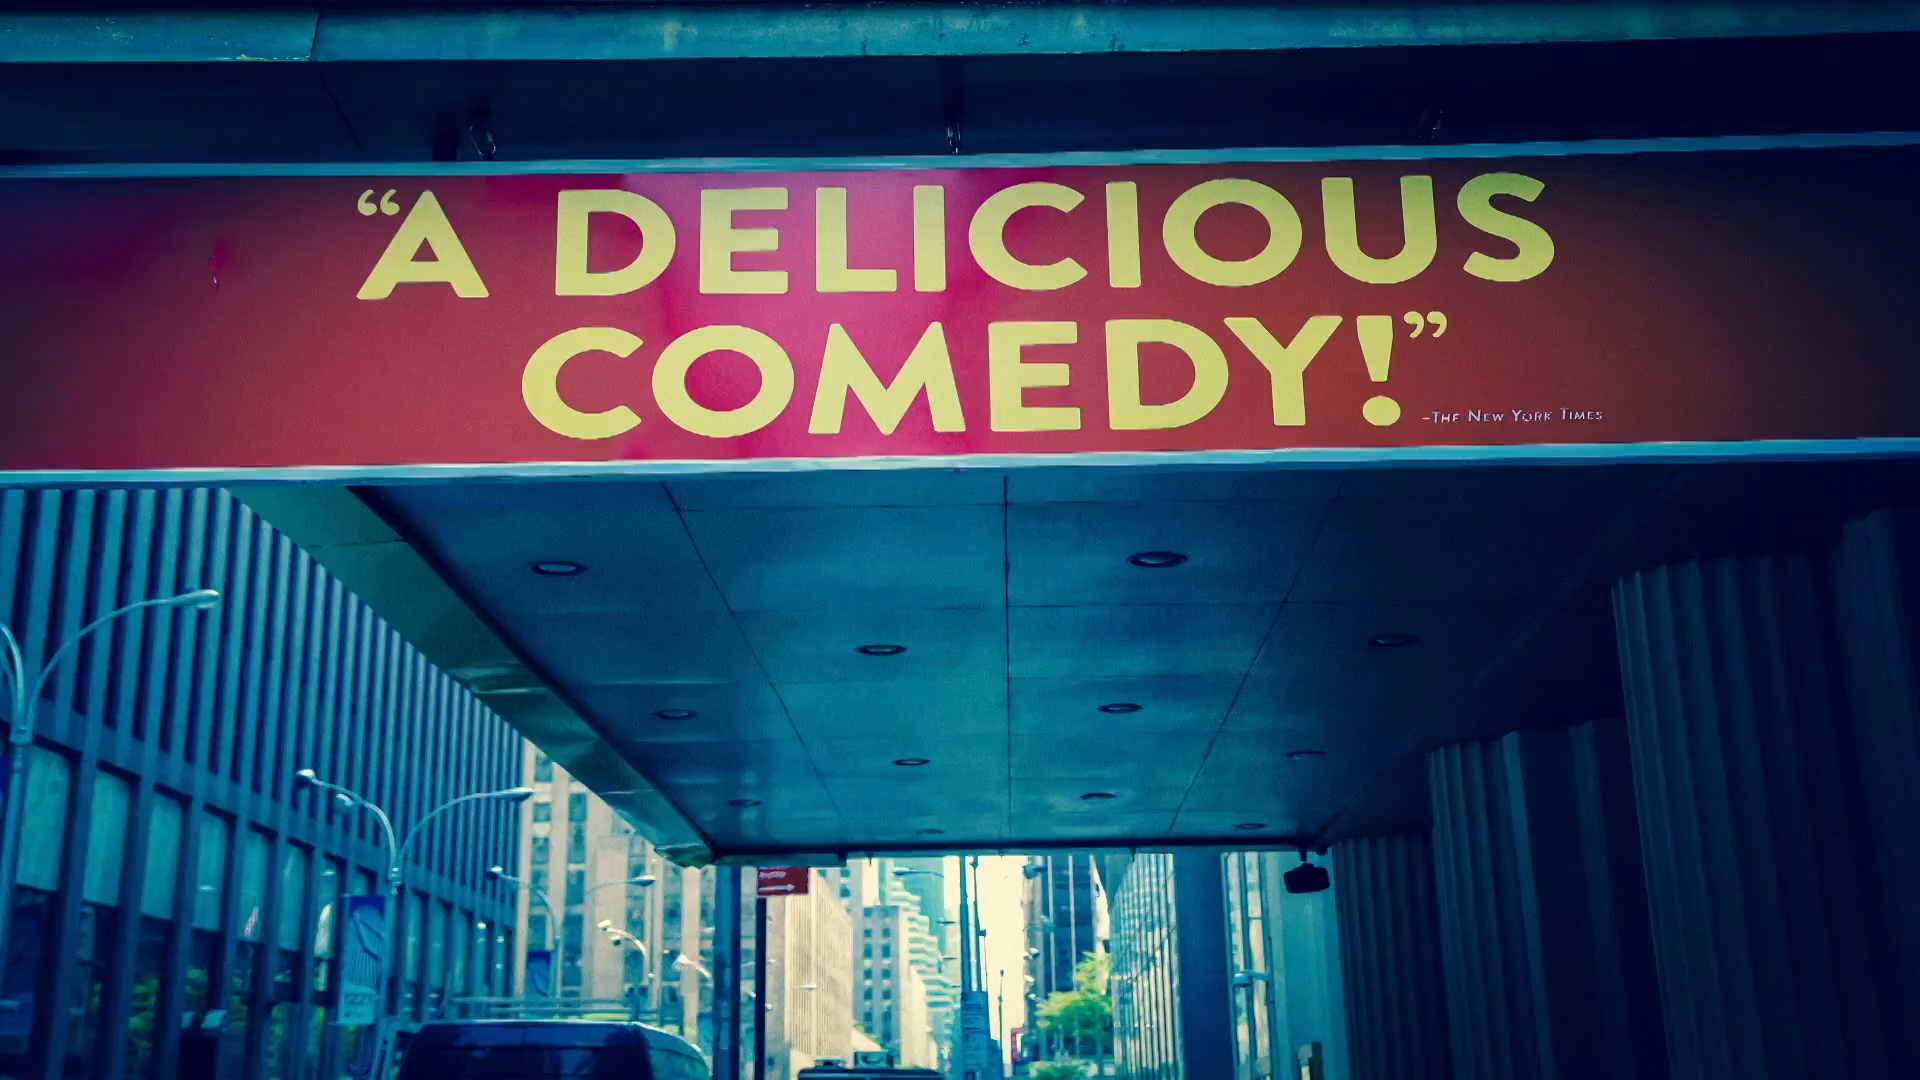 “A DELICIOUS
COMEDY!”
-THE NEW YORK TIMES